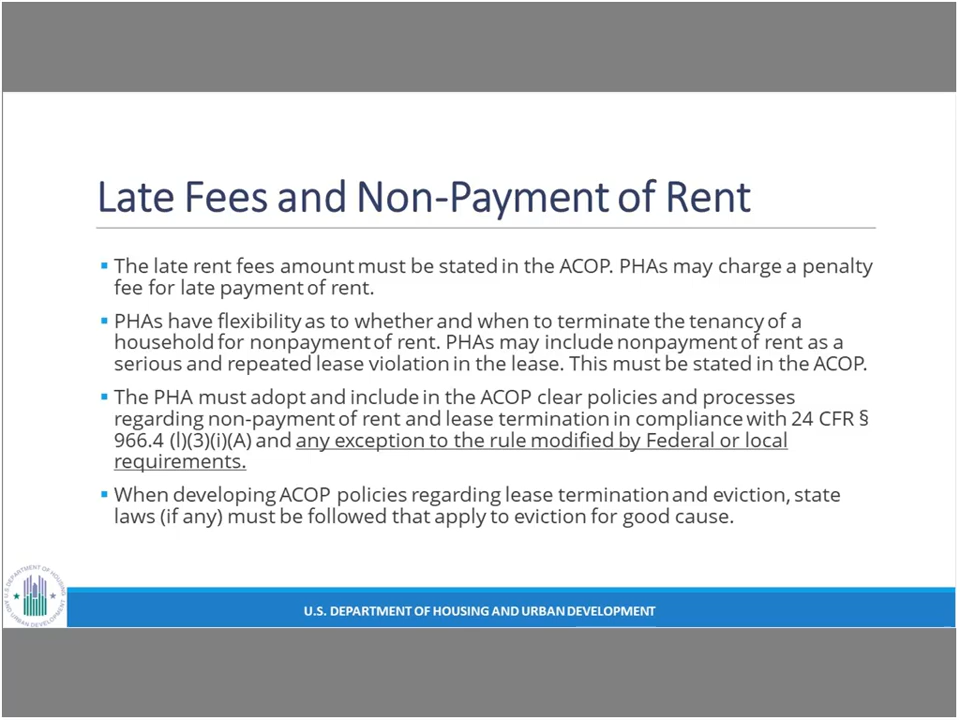 Late Fees and Non-Payment of Rent
▪ The late rent fees amount must be stated in the ACOP. PHAs may charge a penalty
fee for late payment of rent.
▪ PHAs have flexibility as to whether and when to terminate the tenancy of a
household for nonpayment of rent. PHAs may include nonpayment of rent as a
serious and repeated lease violation in the lease. This must be stated in the ACOP.
▪ The PHA must adopt and include in the ACOP clear policies and processes
regarding non-payment of rent and lease termination in compliance with 24 CFR §
966.4 (l)(3)(i)(A) and any exception to the rule modified by Federal or local
requirements.
▪ When developing ACOP policies regarding lease termination and eviction, state
laws (if any) must be followed that apply to eviction for good cause.
U.S. DEPARTMENT OF HOUSING AND URBAN DEVELOPMENT
U.S. DEPARTMENT OF HOUSING AND URBAN DEVELOPMENT